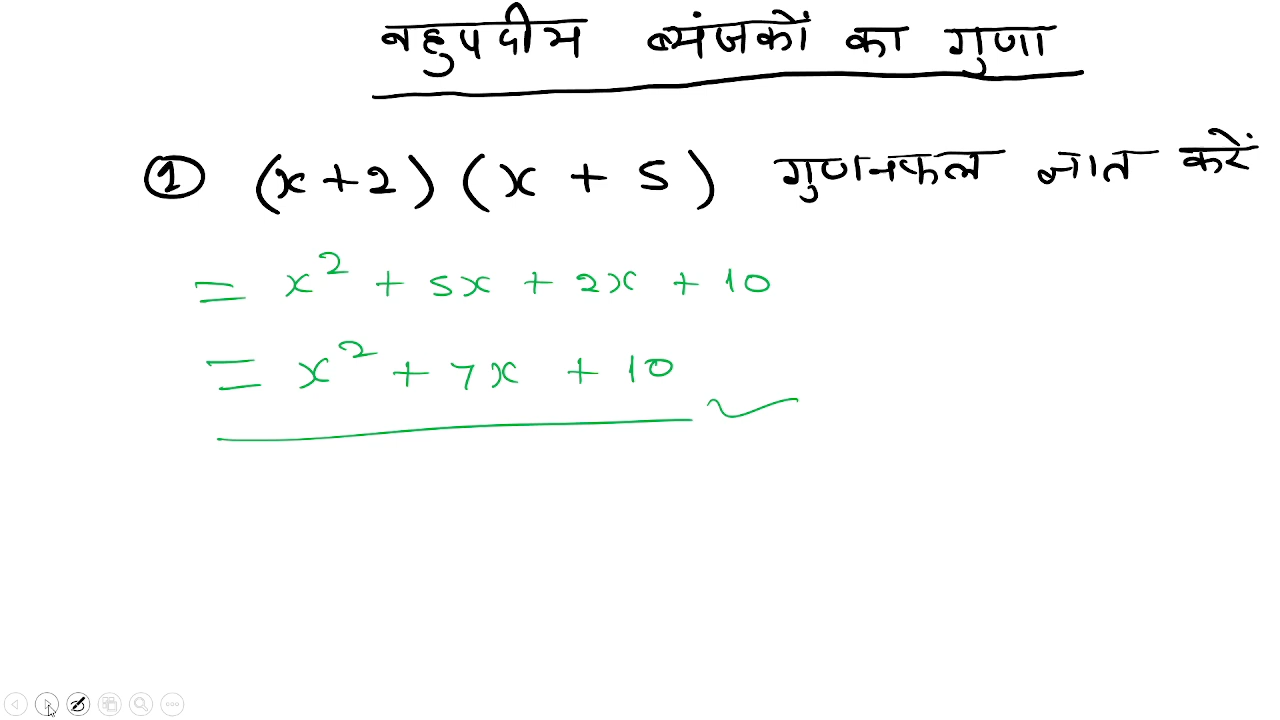 बहुपदीय व्यंजकों का गुणा
① (x+2) (x + 5) गुणनफल ज्ञात करें
= x² + 5x + 2x + 10
= x² + 7x + 10